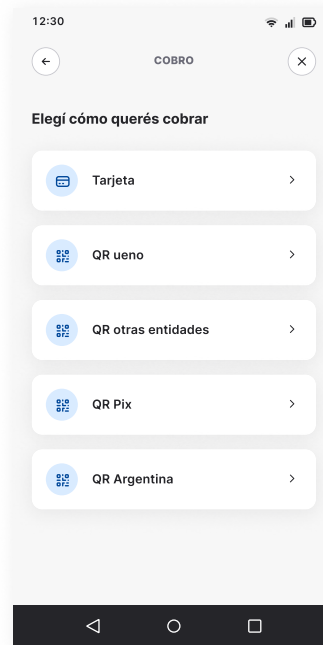 12:30
COBRO
Elegí cómo querés cobrar
Tarjeta
QR ueno
QR otras entidades
QR Pix
QR Argentina